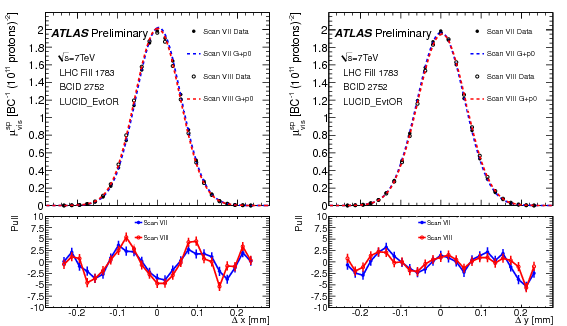 μ^SP_vis [BC^-1 (10^11 protons)^-2]
2
1.8
1.6
1.4
1.2
1
0.8
0.6
0.4
0.2
0
ATLAS Preliminary
√s=7TeV
LHC Fill 1783
BCID 2752
LUCID_EvtOR
Scan VII Data
Scan VII G+p0
Scan VIII Data
Scan VIII G+p0
Pull
10
7.5
5
2.5
0
-2.5
-5
-7.5
-10
Scan VII
Scan VIII
-0.2
-0.1
0
0.1
0.2
Δ x [mm]
μ^SP_vis [BC^-1 (10^11 protons)^-2]
2
1.8
1.6
1.4
1.2
1
0.8
0.6
0.4
0.2
0
ATLAS Preliminary
√s=7TeV
LHC Fill 1783
BCID 2752
LUCID_EvtOR
Scan VII Data
Scan VII G+p0
Scan VIII Data
Scan VIII G+p0
Pull
10
7.5
5
2.5
0
-2.5
-5
-7.5
-10
Scan VII
Scan VIII
-0.2
-0.1
0
0.1
0.2
Δ y [mm]